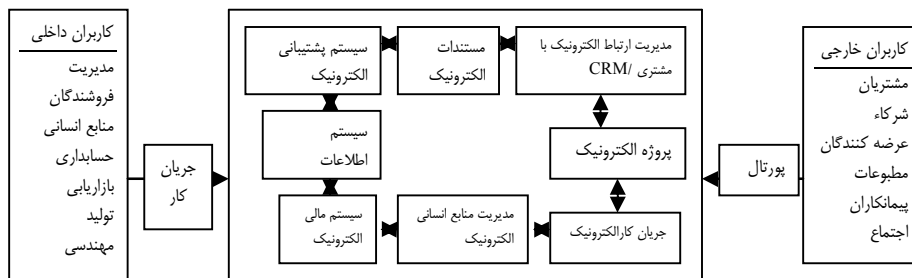 کاربران خارجی
مشتریان
شرکاء
عرضه کنندگان
مطبوعات
پیمانکاران
اجتماع
پورتال
مدیریت ارتباط الکترونیک با
مشتری /CRM
مستندات
الکترونیک
سیستم پشتیبانی
الکترونیک
پروژه الکترونیک
سیستم
اطلاعات
جریان کارالکترونیک
مدیریت منابع انسانی
الکترونیک
سیستم مالی
الکترونیک
جریان
کار
کاربران داخلی
مدیریت
فروشندگان
منابع انسانی
حسابداری
بازاریابی
تولید
مهندسی